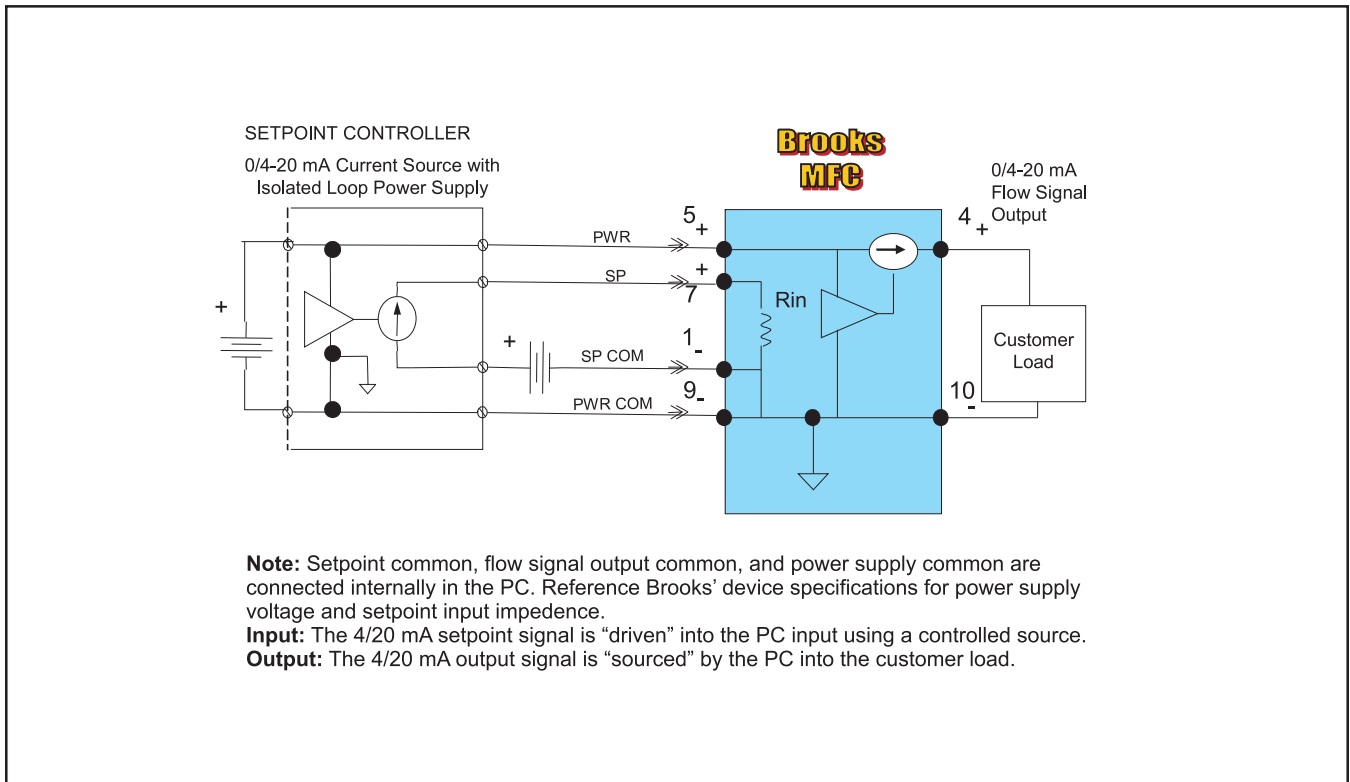 SETPOINT CONTROLLER
0/4-20 mA Current Source with
Isolated Loop Power Supply
Brooks
MFC
0/4-20 mA
Flow Signal
Output
+
PWR
5
+
4
+
SP
+
7
Rin
+
SP COM
1
-
PWR COM
9
-
10
-
Customer
Load
Note: Setpoint common, flow signal output common, and power supply common are
connected internally in the PC. Reference Brooks’ device specifications for power supply
voltage and setpoint input impedence.
Input: The 4/20 mA setpoint signal is “driven” into the PC input using a controlled source.
Output: The 4/20 mA output signal is “sourced” by the PC into the customer load.